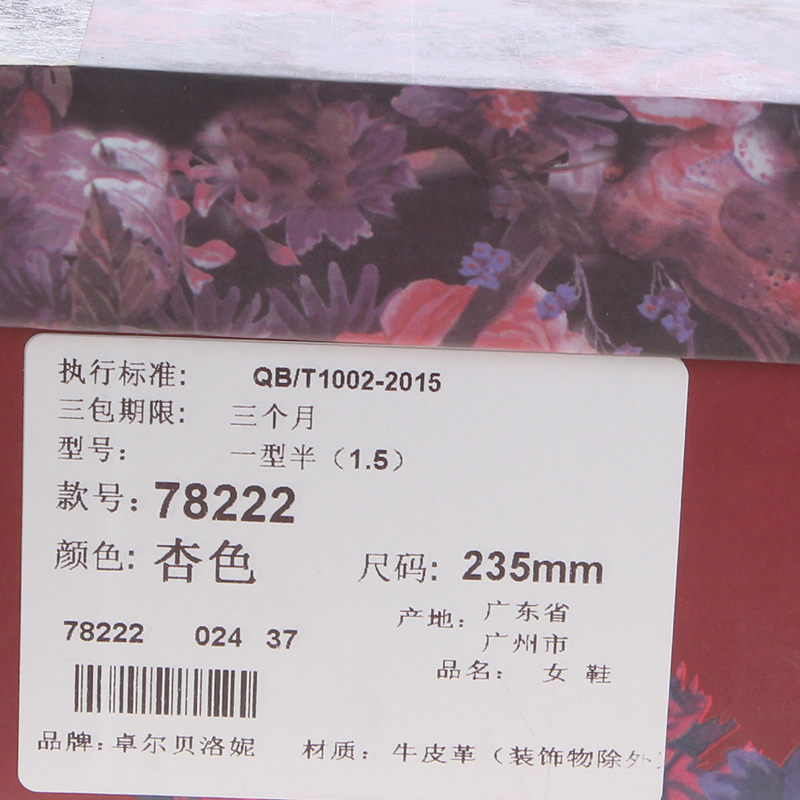 执行标准: QB/T1002-2015
三包期限: 三个月
型号: 一型半（1.5）
款号: 78222
颜色: 杏色 尺码: 235mm
产地: 广东省
广州市
78222 024 37
品名: 女鞋
品牌: 卓尔贝洛妮 材质: 牛皮革（装饰物除外